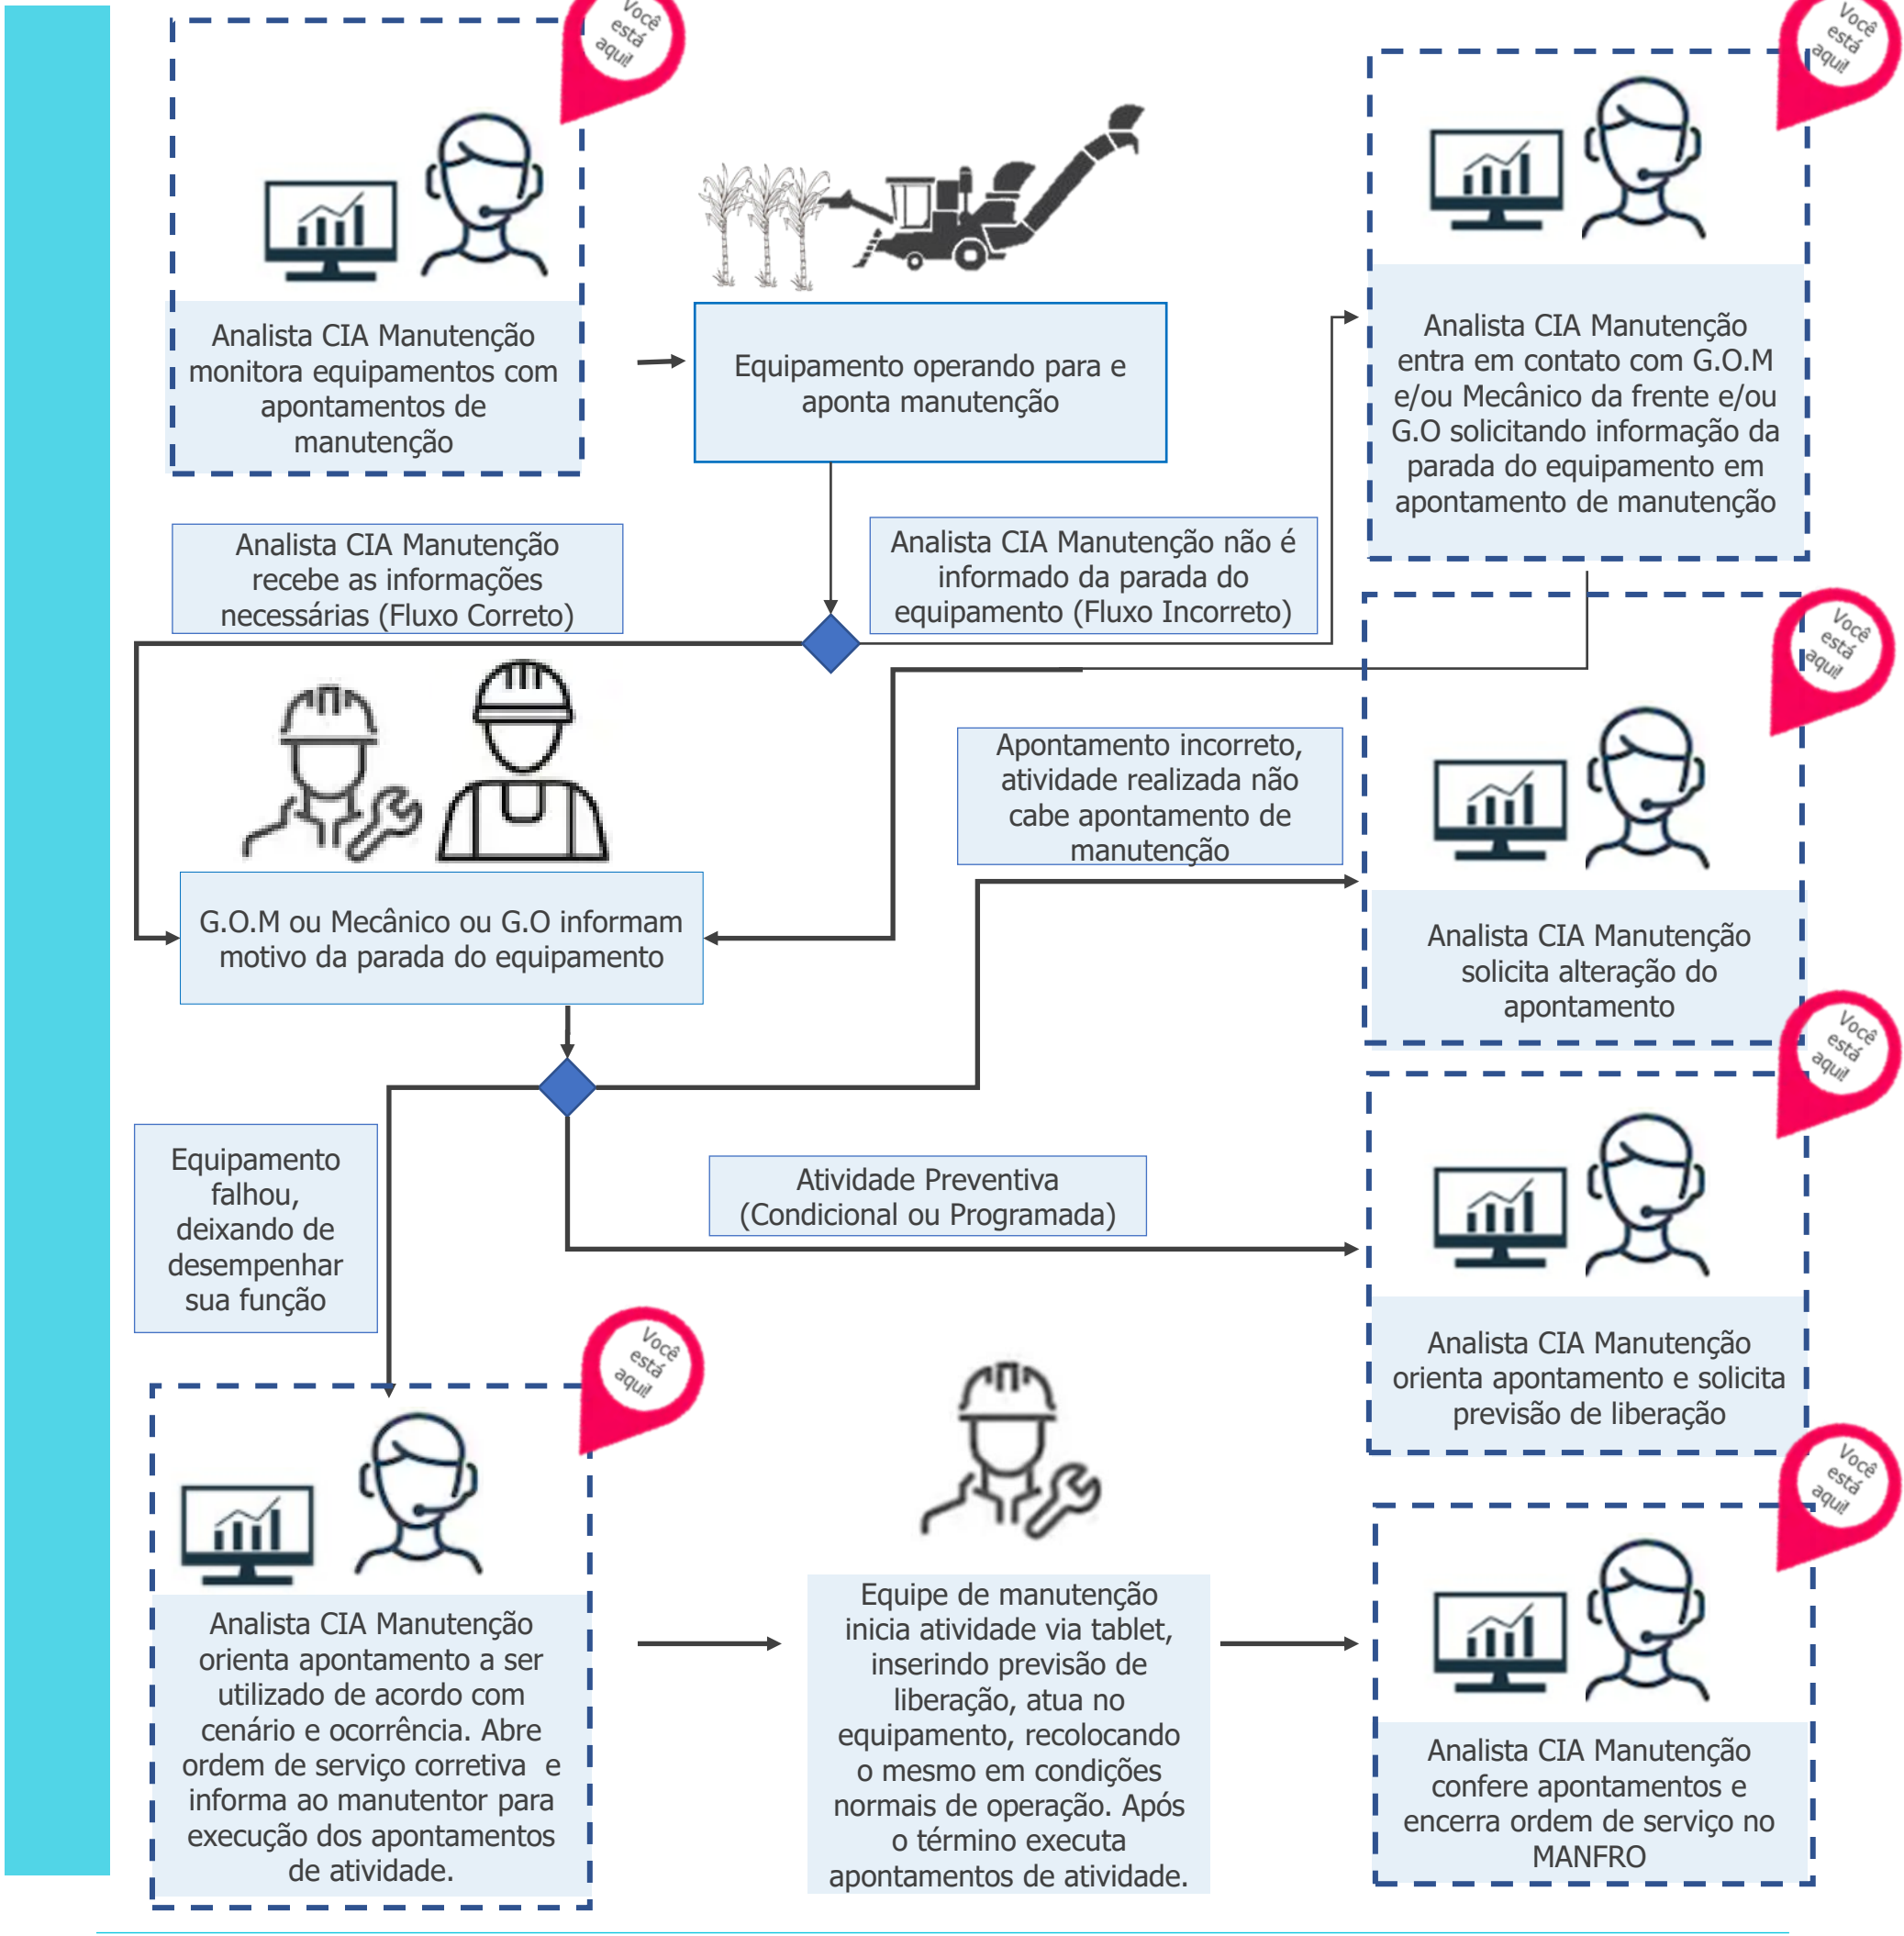 Você
está
aqui!
Você
está
aqui!
Analista CIA Manutenção
monitora equipamentos com
apontamentos de
manutenção
Equipamento operando para e
aponta manutenção
Analista CIA Manutenção
entra em contato com G.O.M
e/ou Mecânico da frente e/ou
G.O solicitando informação da
parada do equipamento em
apontamento de manutenção
Analista CIA Manutenção
recebe as informações
necessárias (Fluxo Correto)
Analista CIA Manutenção não é
informado da parada do
equipamento (Fluxo Incorreto)
Você
está
aqui!
Apontamento incorreto,
atividade realizada não
cabe apontamento de
manutenção
G.O.M ou Mecânico ou G.O informam
motivo da parada do equipamento
Analista CIA Manutenção
solicita alteração do
apontamento
Você
está
aqui!
Equipamento
falhou,
deixando de
desempenhar
sua função
Atividade Preventiva
(Condicional ou Programada)
Analista CIA Manutenção
orienta apontamento e solicita
previsão de liberação
Você
está
aqui!
Você
está
aqui!
Analista CIA Manutenção
orienta apontamento a ser
utilizado de acordo com
cenário e ocorrência. Abre
ordem de serviço corretiva  e
informa ao manutentor para
execução dos apontamentos
de atividade.
Equipe de manutenção
inicia atividade via tablet,
inserindo previsão de
liberação, atua no
equipamento, recolocando
o mesmo em condições
normais de operação. Após
o término executa
apontamentos de atividade.
Analista CIA Manutenção
confere apontamentos e
encerra ordem de serviço no
MANFRO